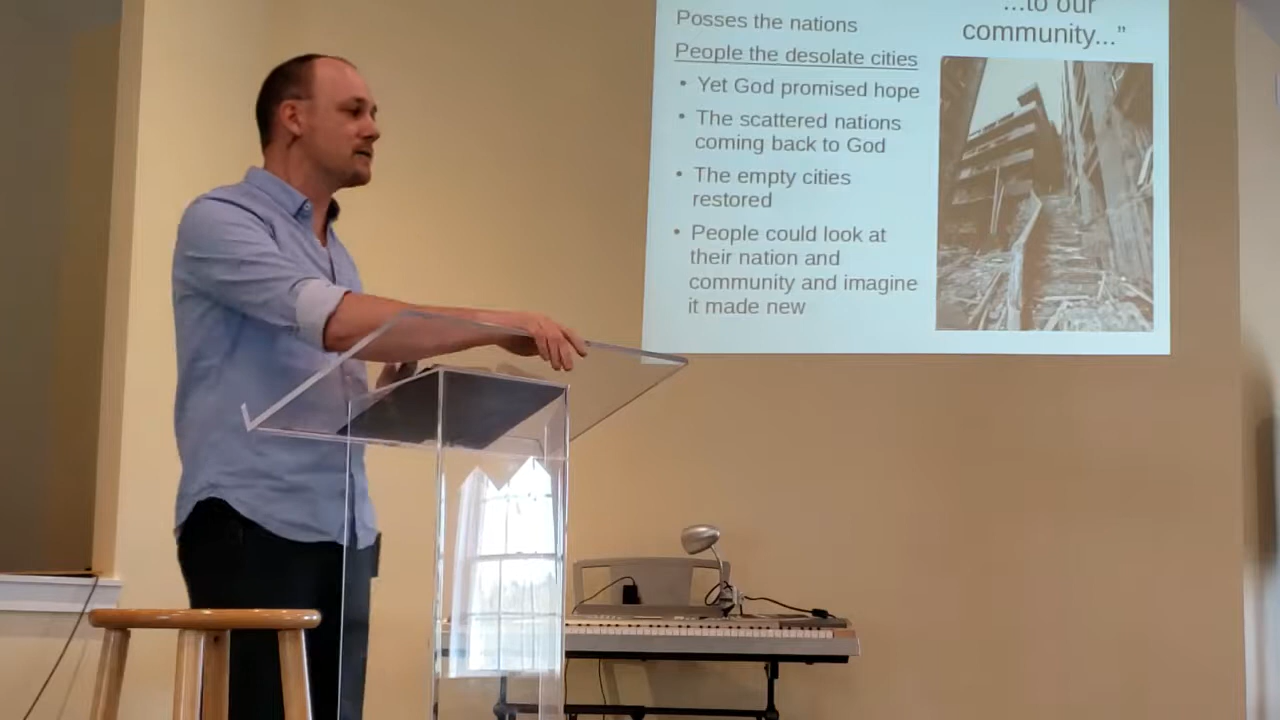 Posses the nations
People the desolate cities
• Yet God promised hope
• The scattered nations
coming back to God
• The empty cities
restored
• People could look at
their nation and
community and imagine
it made new
...to our
community..."